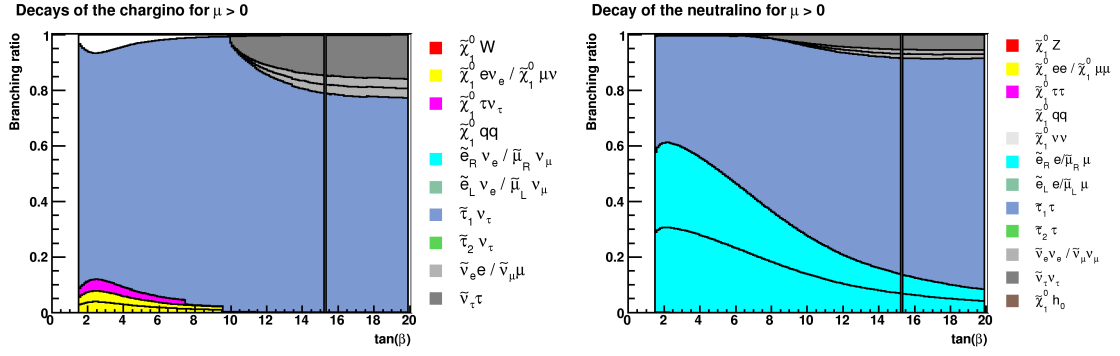 Decays of the chargino for μ > 0
Branching ratio
1
0.8
0.6
0.4
0.2
0
0 2 4 6 8 10 12 14 16 18 20
tan(β)
χ̃⁰₁ W
χ̃⁰₁ eνₑ / χ̃⁰₁ μν
χ̃⁰₁ τν_τ
χ̃⁰₁ qq
ẽ_R νₑ / μ̃_R ν_μ
ẽ_L νₑ / μ̃_L ν_μ
τ̃₁ ν_τ
τ̃₂ ν_τ
ν̃ₑe / ν̃_μμ
ν̃_ττ
Decay of the neutralino for μ > 0
Branching ratio
1
0.8
0.6
0.4
0.2
0
0 2 4 6 8 10 12 14 16 18 20
tan(β)
χ̃⁰₁ Z
χ̃⁰₁ ee / χ̃⁰₁ μμ
χ̃⁰₁ ττ
χ̃⁰₁ qq
χ̃⁰₁ νν
ẽ_R e/μ̃_R μ
ẽ_L e/μ̃_L μ
τ̃₁ τ
τ̃₂ τ
ν̃ₑνₑ / ν̃_μν_μ
ν̃_τν_τ
χ̃⁰₁ h₀